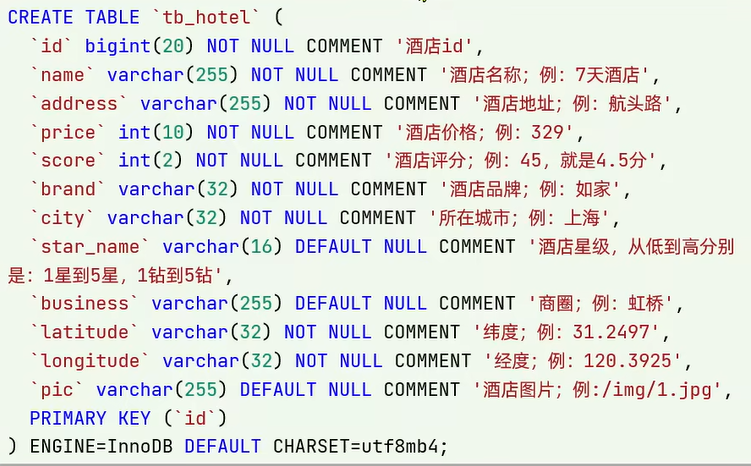 CREATE TABLE `tb_hotel` (
`id` bigint(20) NOT NULL COMMENT '酒店id',
`name` varchar(255) NOT NULL COMMENT '酒店名称；例：7天酒店',
`address` varchar(255) NOT NULL COMMENT '酒店地址；例：航头路',
`price` int(10) NOT NULL COMMENT '酒店价格；例：329',
`score` int(2) NOT NULL COMMENT '酒店评分；例：45，就是4.5分',
`brand` varchar(32) NOT NULL COMMENT '酒店品牌；例：如家',
`city` varchar(32) NOT NULL COMMENT '所在城市；例：上海',
`star_name` varchar(16) DEFAULT NULL COMMENT '酒店星级，从低到高分别
是：1星到5星，1钻到5钻',
`business` varchar(255) DEFAULT NULL COMMENT '商圈；例：虹桥',
`latitude` varchar(32) NOT NULL COMMENT '纬度；例：31.2497',
`longitude` varchar(32) NOT NULL COMMENT '经度；例：120.3925',
`pic` varchar(255) DEFAULT NULL COMMENT '酒店图片；例:/img/1.jpg',
PRIMARY KEY (`id`)
) ENGINE=InnoDB DEFAULT CHARSET=utf8mb4;